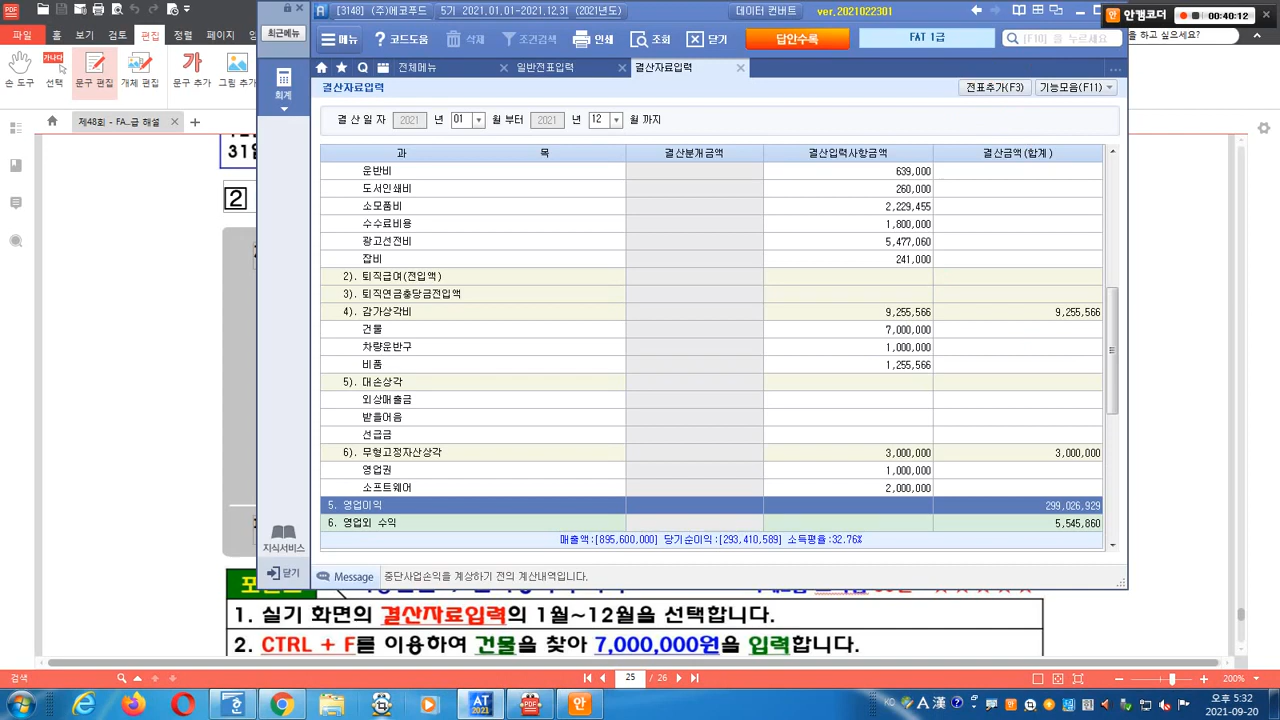 [3148] (주)에코푸드 5기 2021.01.01~2021.12.31 (2021년도) 데이터 컨버트 ver.2021022301
안캠코더 00:40:12
파일 홈 보기 검토 편집 정렬 페이지
하고 싶으세요?
최근메뉴 메뉴 코드도움 삭제 조건검색 인쇄 조회 닫기 답안수록 FAT 1급 [F10] 을 누르세요
손 도구 선택 문구 편집 개체 편집 문구 추가 그림 추가
회계
전체메뉴 일반전표입력 결산자료입력
결산자료입력 전표추가(F3) 기능모음(F11)
제48회 - FA...급 해설
결 산 일 자 2021 년 01 월 부터 2021 년 12 월 까지
31일
과 목 결산분개금액 결산입력사항금액 결산금액(합계)
운반비 639,000
도서인쇄비 260,000
2
소모품비 2,229,455
수수료비용 1,800,000
광고선전비 5,477,060
잡비 241,000
2). 퇴직급여(전입액)
3). 퇴직연금충당금전입액
4). 감가상각비 9,255,566 9,255,566
건물 7,000,000
차량운반구 1,000,000
비품 1,255,566
5). 대손상각
외상매출금
받을어음
선급금
6). 무형고정자산상각 3,000,000 3,000,000
영업권 1,000,000
소프트웨어 2,000,000
5. 영업이익 299,026,929
6. 영업외 수익 5,545,860
매출액:[895,600,000] 당기순이익:[293,410,589] 소득평율:32.76%
지식서비스
닫기
Message 중단사업손익을 계상하기 전의 계산내역입니다.
1. 실기 화면의 결산자료입력의 1월~12월을 선택합니다.
2. CTRL + F를 이용하여 건물을 찾아 7,000,000원을 입력합니다.
검색 25 / 26 200%
AT 2021 PDF 안 KO A 漢
오후 5:32
2021-09-20